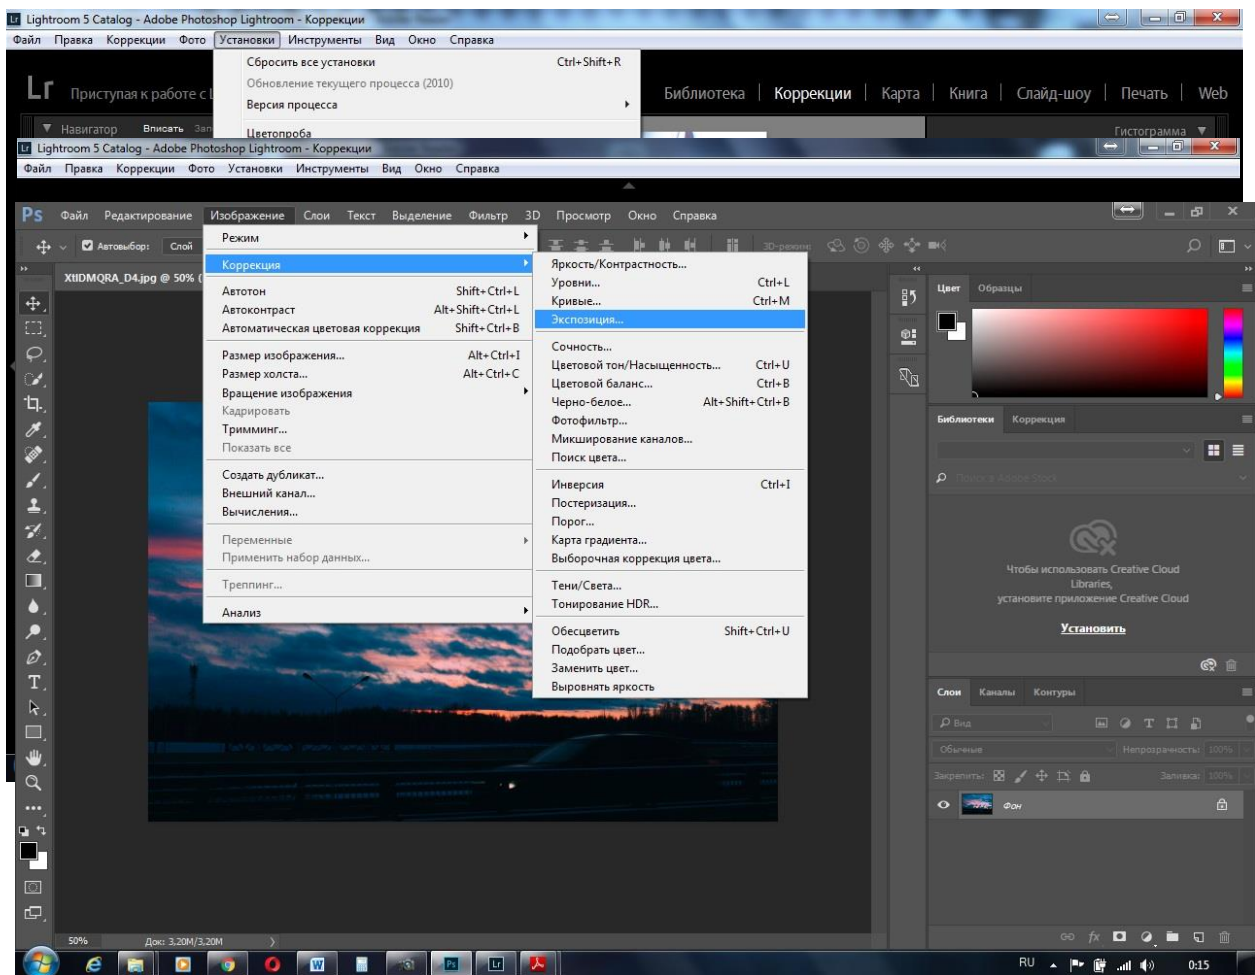 Lightroom 5 Catalog - Adobe Photoshop Lightroom - Коррекции
Файл Правка Коррекции Фото Установки Инструменты Вид Окно Справка
Сбросить все установки Ctrl+Shift+R
Обновление текущего процесса (2010)
Версия процесса
Цветопроба
Lr Приступая к работе с L
Библиотека | Коррекции | Карта | Книга | Слайд-шоу | Печать | Web
Навигатор Вписать Зап
Гистограмма
Lightroom 5 Catalog - Adobe Photoshop Lightroom - Коррекции
Файл Правка Коррекции Фото Установки Инструменты Вид Окно Справка
Ps Файл Редактирование Изображение Слои Текст Выделение Фильтр 3D Просмотр Окно Справка
Автовыбор: Слой
3D-режим:
XtIDMQRA_D4.jpg @ 50% (
Режим
Коррекция
Автотон Shift+Ctrl+L
Автоконтраст Alt+Shift+Ctrl+L
Автоматическая цветовая коррекция Shift+Ctrl+B
Размер изображения... Alt+Ctrl+I
Размер холста... Alt+Ctrl+C
Вращение изображения
Кадрировать
Тримминг...
Показать все
Создать дубликат...
Внешний канал...
Вычисления...
Переменные
Применить набор данных...
Треппинг...
Анализ
Яркость/Контрастность...
Уровни... Ctrl+L
Кривые... Ctrl+M
Экспозиция...
Сочность...
Цветовой тон/Насыщенность... Ctrl+U
Цветовой баланс... Ctrl+B
Черно-белое... Alt+Shift+Ctrl+B
Фотофильтр...
Микширование каналов...
Поиск цвета...
Инверсия Ctrl+I
Постеризация...
Порог...
Карта градиента...
Выборочная коррекция цвета...
Тени/Света...
Тонирование HDR...
Обесцветить Shift+Ctrl+U
Подобрать цвет...
Заменить цвет...
Выровнять яркость
Цвет Образцы
Библиотеки Коррекция
Поиск в Adobe Stock
Чтобы использовать Creative Cloud
Libraries,
установите приложение Creative Cloud
Установить
Слои Каналы Контуры
Вид
Обычные Непрозрачность: 100%
Закрепить: Заливка: 100%
Фон
fx
50% Док: 3,20M/3,20M
RU 0:15